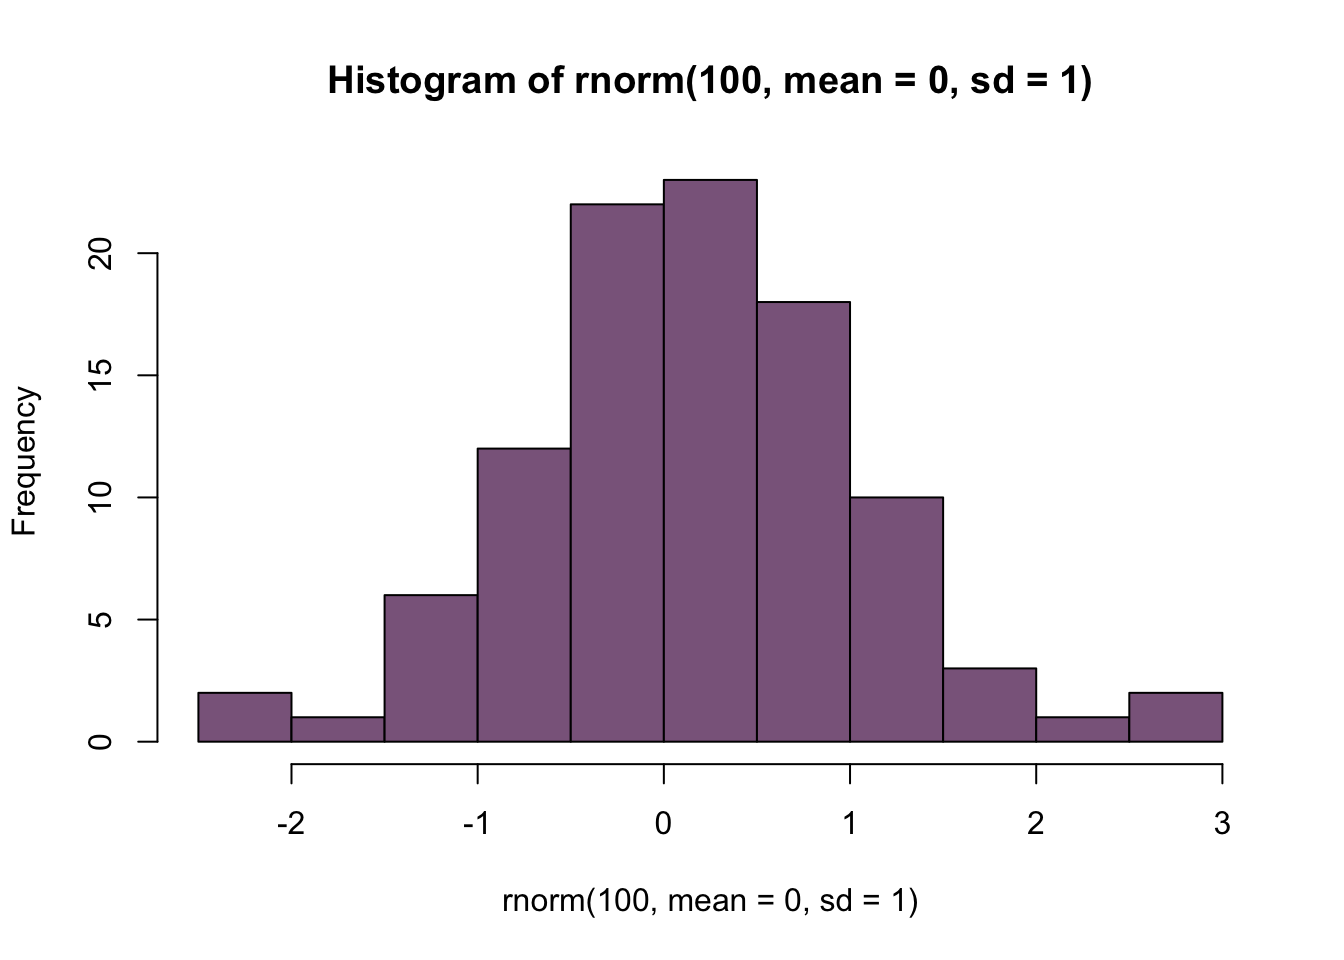 Histogram of rnorm(100, mean = 0, sd = 1)
Frequency
20
15
10
5
0
-2 -1 0 1 2 3
rnorm(100, mean = 0, sd = 1)